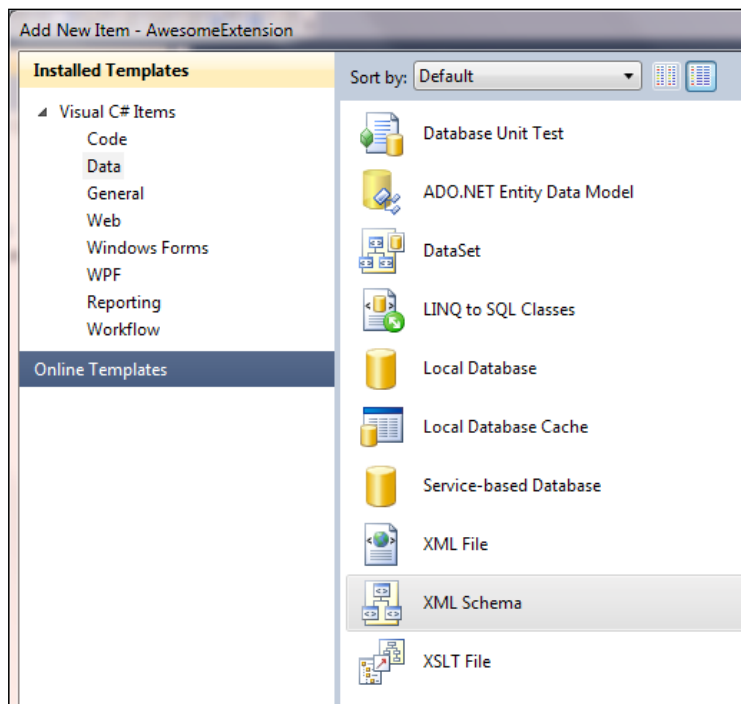 Add New Item - AwesomeExtension
Installed Templates
Visual C# Items
Code
Data
General
Web
Windows Forms
WPF
Reporting
Workflow
Online Templates
Sort by: Default
Database Unit Test
ADO.NET Entity Data Model
DataSet
LINQ to SQL Classes
Local Database
Local Database Cache
Service-based Database
XML File
XML Schema
XSLT File